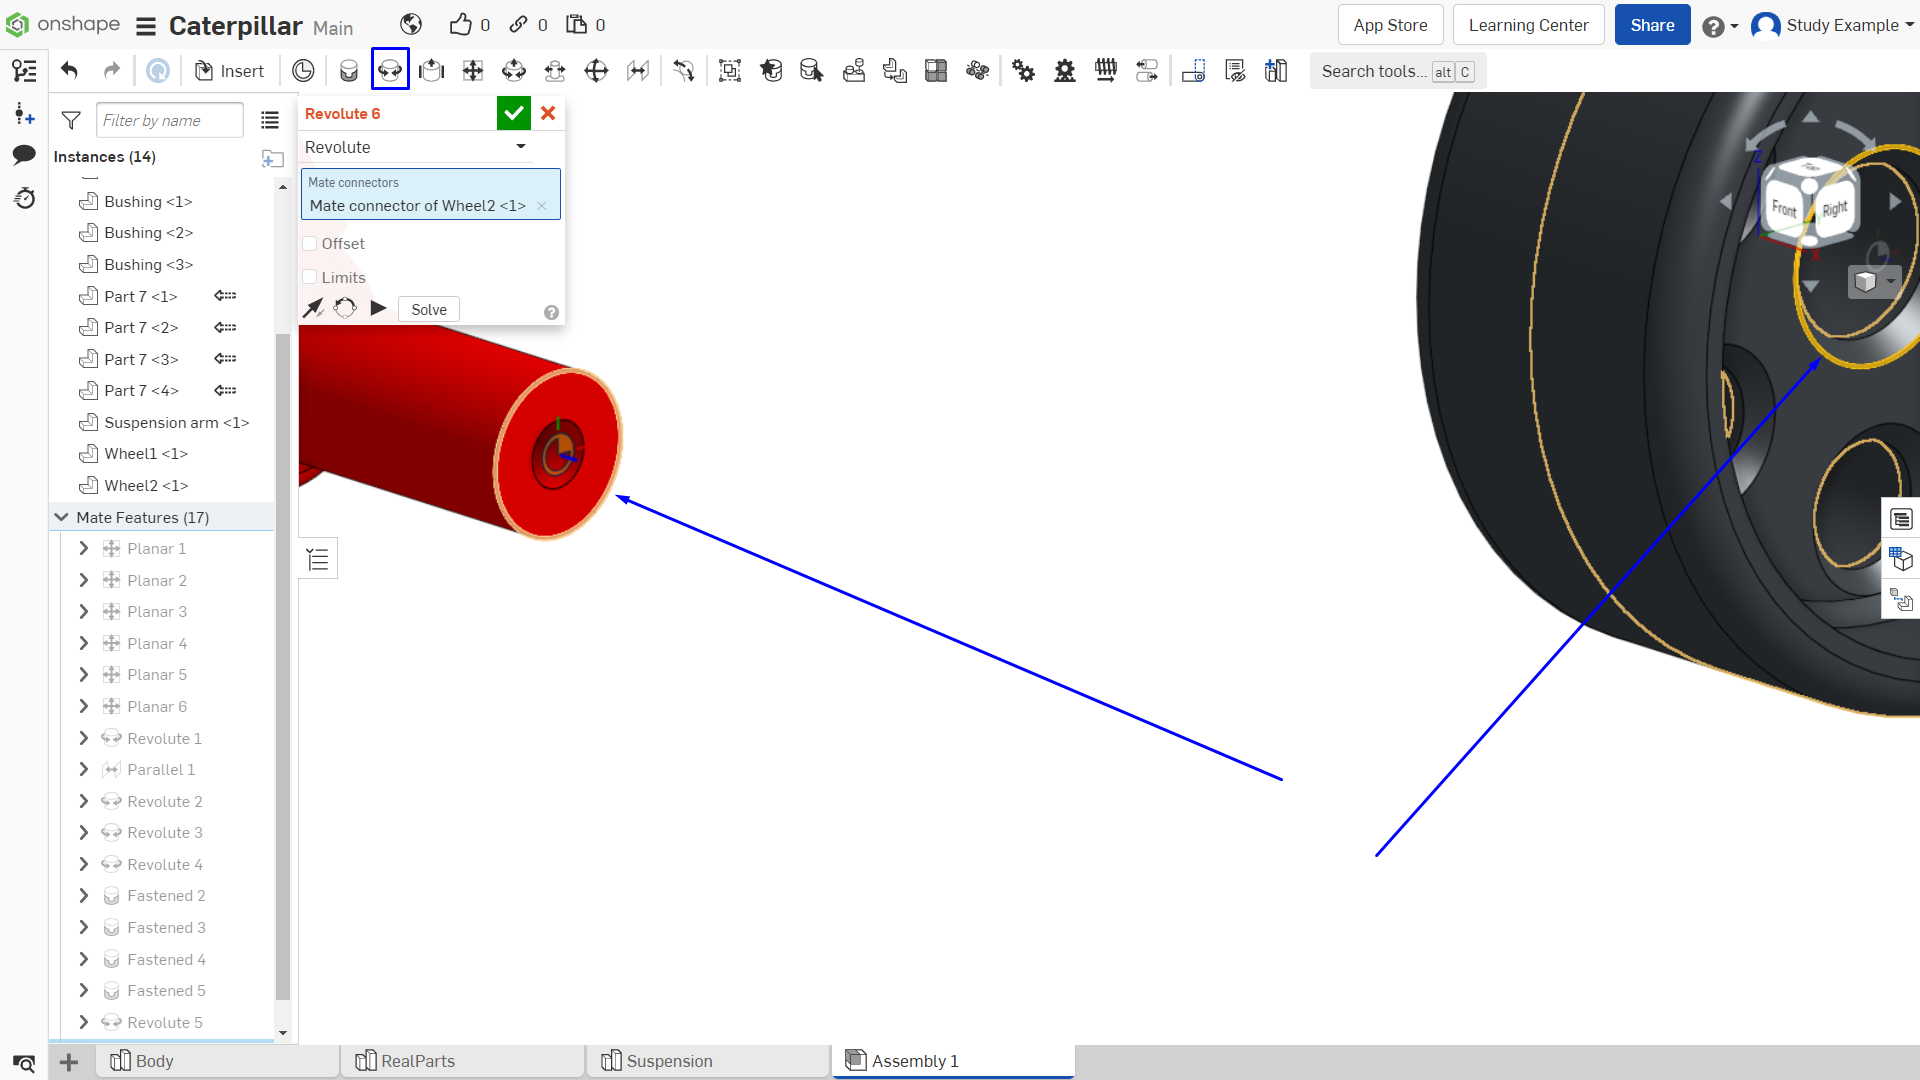 onshape Caterpillar Main 0 0 0 App Store Learning Center Share Study Example
Insert Search tools... alt C
Filter by name
Instances (14)
Bushing <1>
Bushing <2>
Bushing <3>
Part 7 <1>
Part 7 <2>
Part 7 <3>
Part 7 <4>
Suspension arm <1>
Wheel1 <1>
Wheel2 <1>
Mate Features (17)
Planar 1
Planar 2
Planar 3
Planar 4
Planar 5
Planar 6
Revolute 1
Parallel 1
Revolute 2
Revolute 3
Revolute 4
Fastened 2
Fastened 3
Fastened 4
Fastened 5
Revolute 5
Revolute 6
Revolute
Mate connectors
Mate connector of Wheel2 <1>
Offset
Limits
Solve
Z
Top
Front Right
X
Body RealParts Suspension Assembly 1